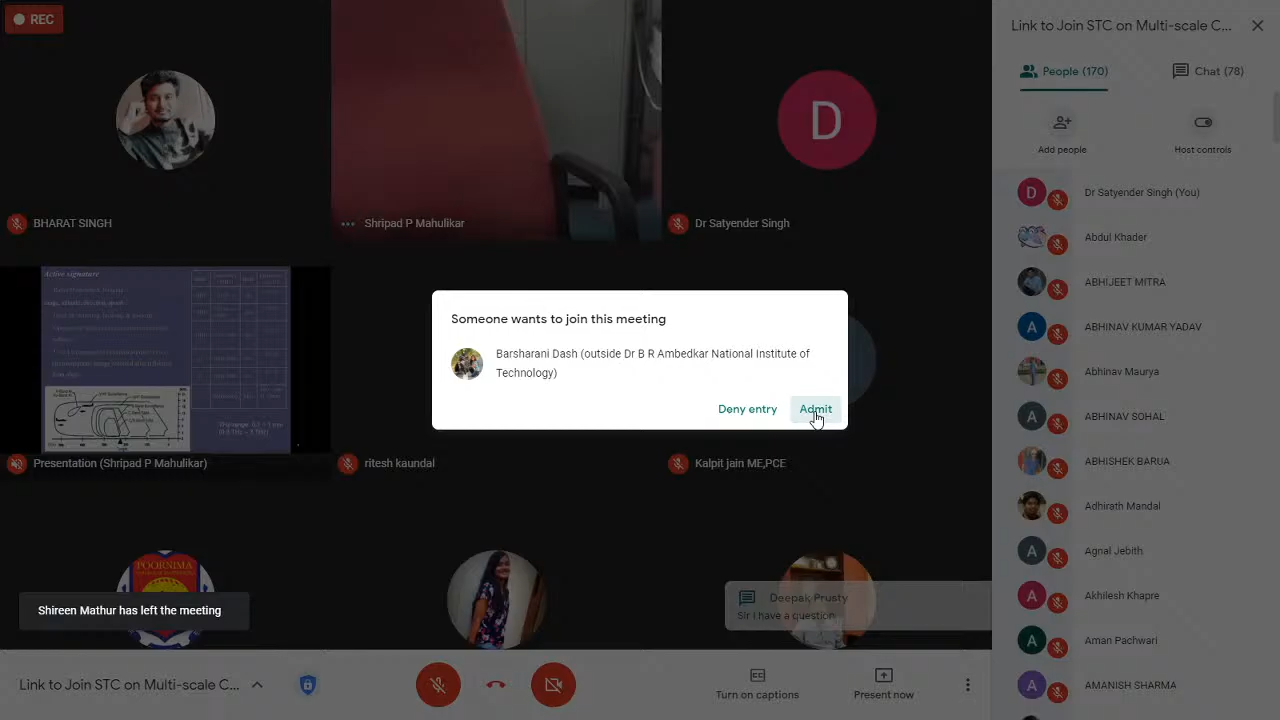 REC
Link to Join STC on Multi-scale C...
People (170)
Chat (78)
Add people
Host controls
BHARAT SINGH
Shripad P Mahulikar
D
Dr Satyender Singh
D
Dr Satyender Singh (You)
Abdul Khader
ABHIJEET MITRA
A
ABHINAV KUMAR YADAV
Abhinav Maurya
A
ABHINAV SOHAL
ABHISHEK BARUA
Adhirath Mandal
A
Agnal Jebith
A
Akhilesh Khapre
A
Aman Pachwari
A
AMANISH SHARMA
Active signature
Presentation (Shripad P Mahulikar)
ritesh kaundal
Kalpit jain ME,PCE
Someone wants to join this meeting
Barsharani Dash (outside Dr B R Ambedkar National Institute of
Technology)
Deny entry
Admit
POORNIMA
Shireen Mathur has left the meeting
Deepak Prusty
Sir I have a question
Link to Join STC on Multi-scale C...
Turn on captions
Present now